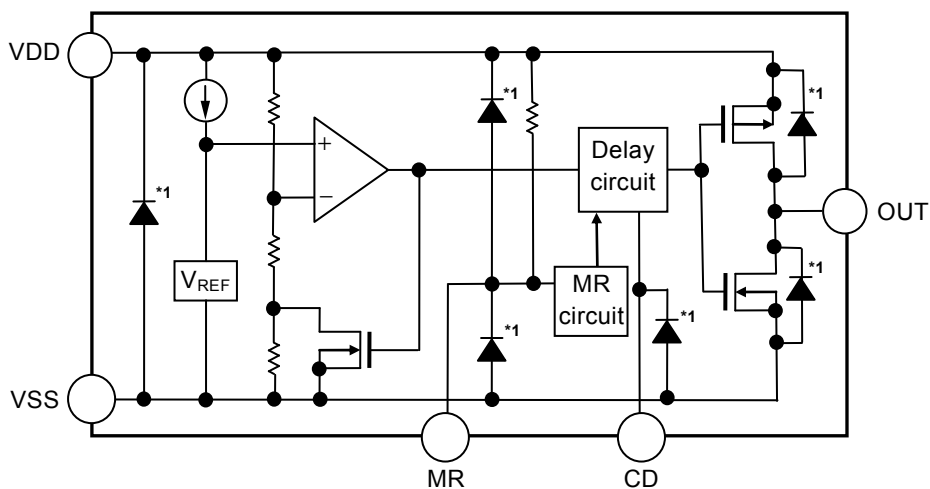 VDD
*1
*1
*1
*1
+
−
Delay
circuit
OUT
VREF
MR
circuit
*1
*1
*1
VSS
MR
CD